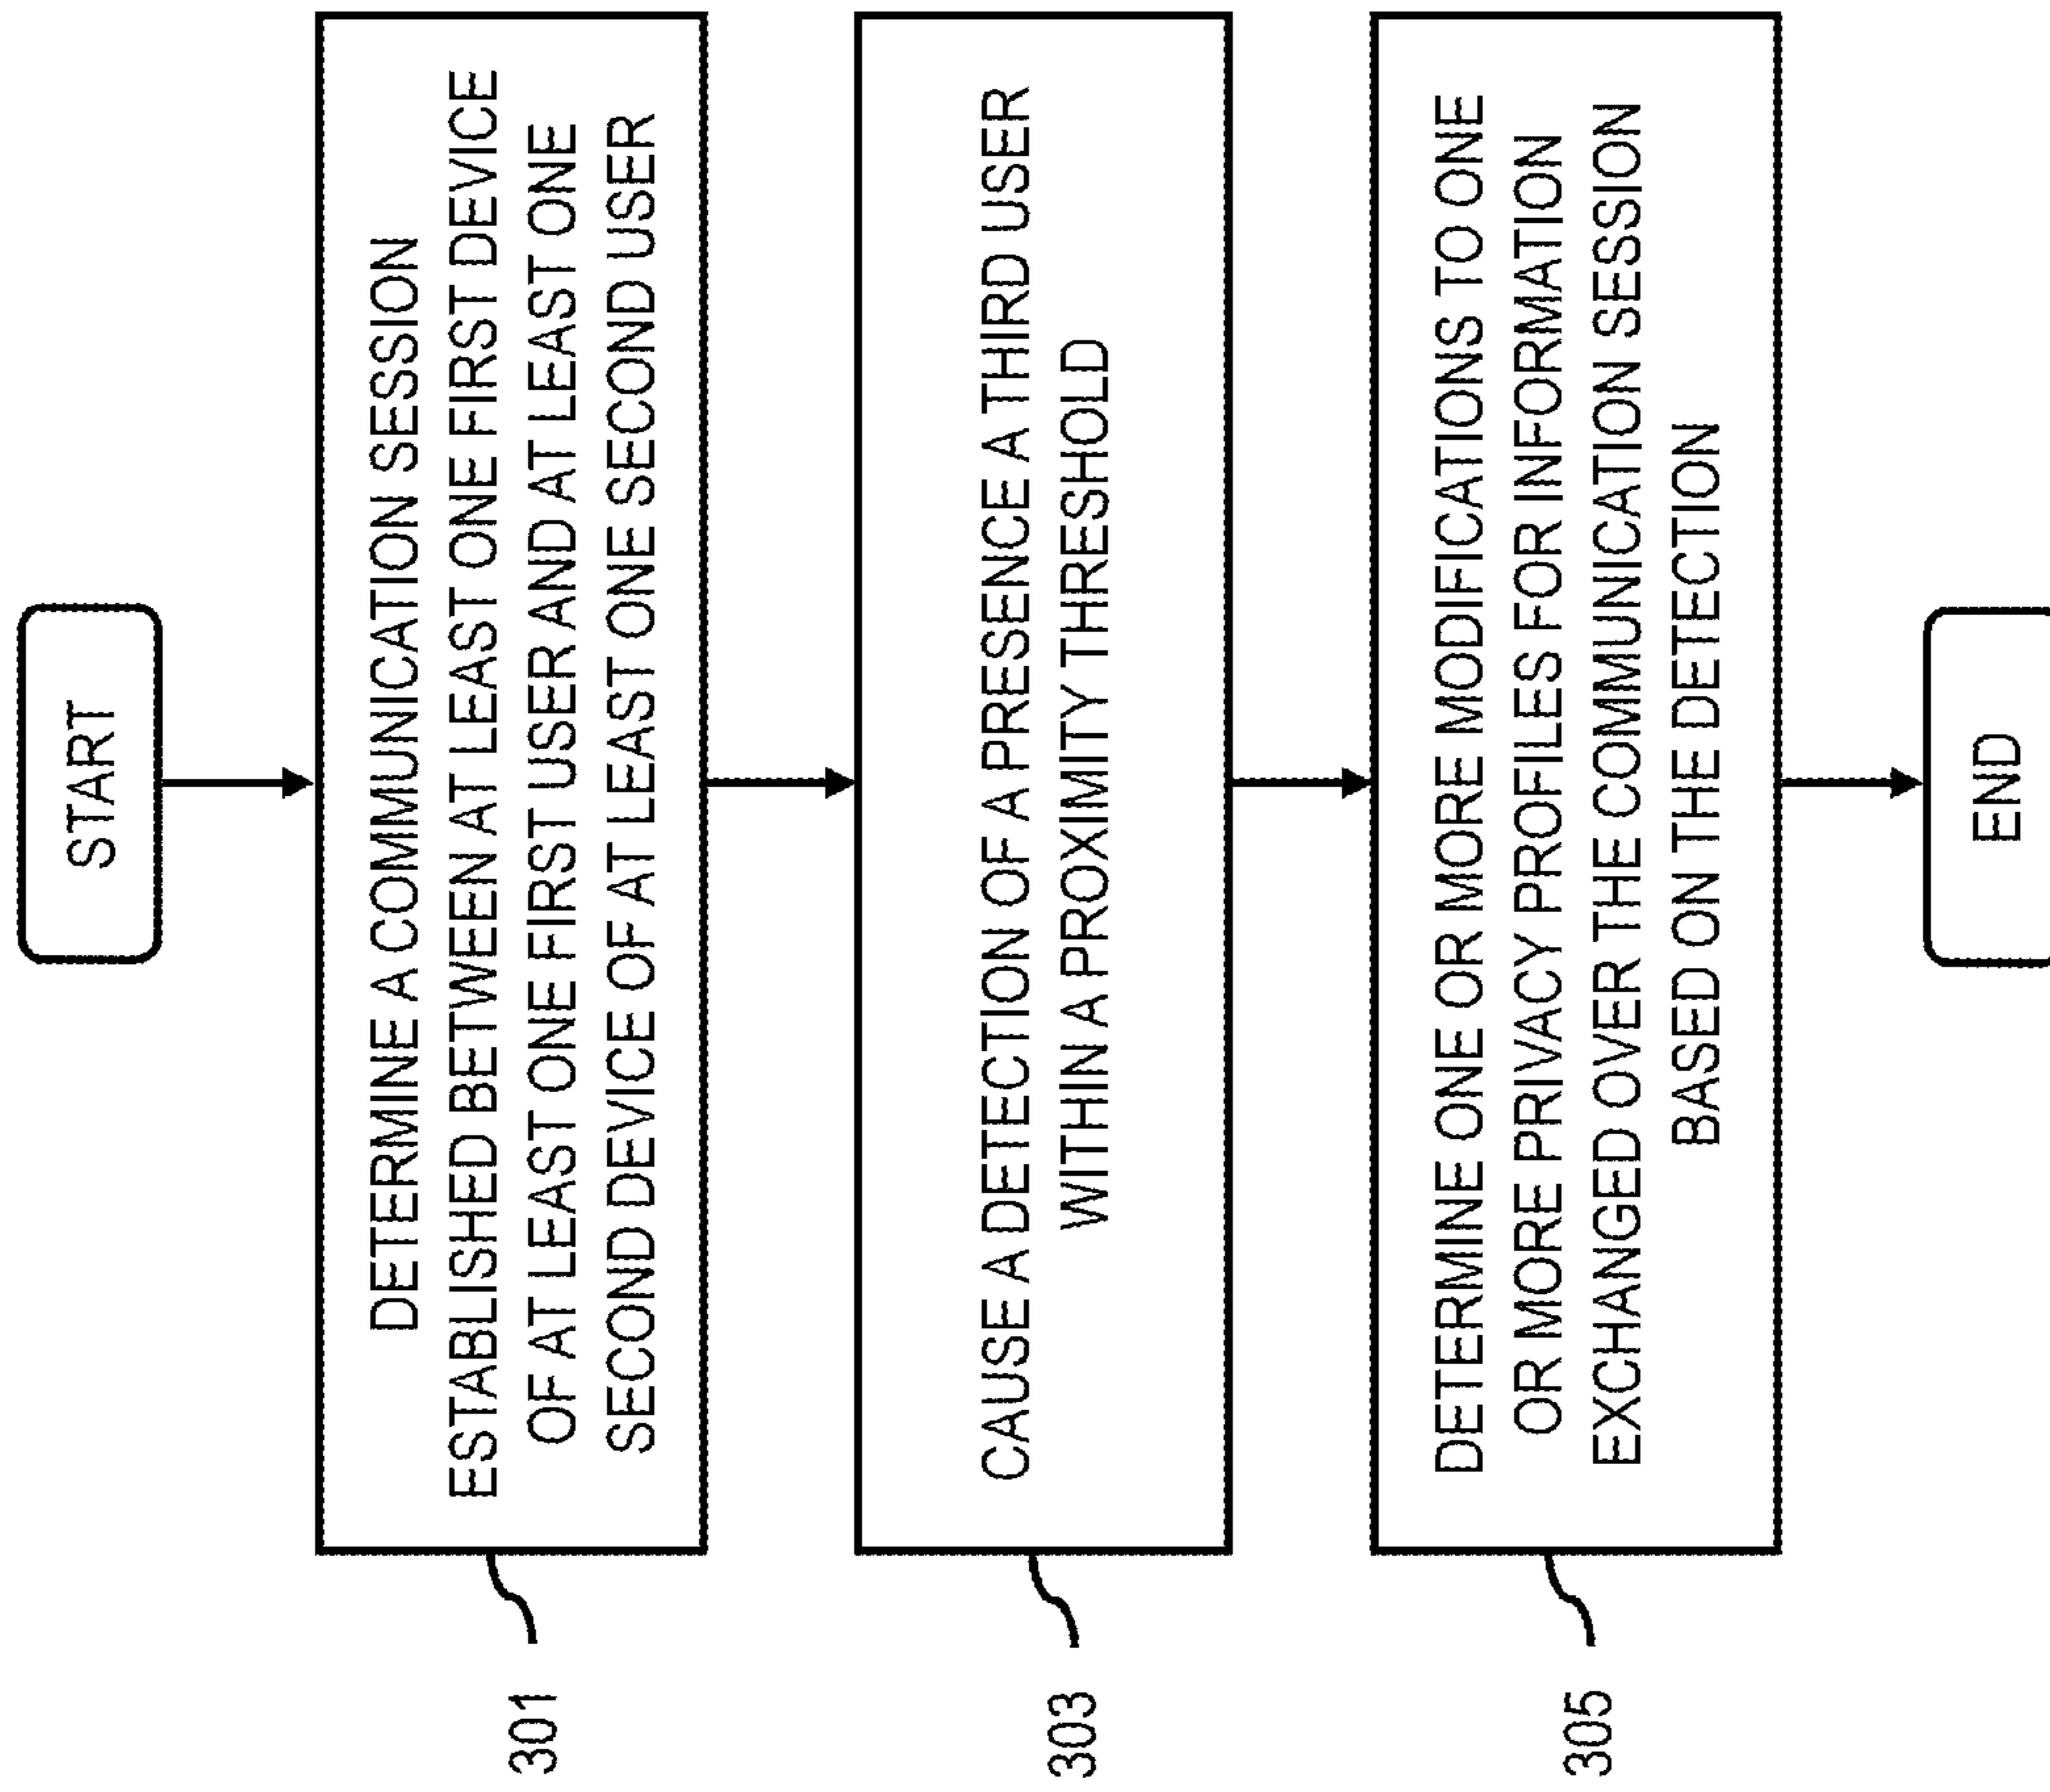 START
DETERMINE A COMMUNICATION SESSION
ESTABLISHED BETWEEN AT LEAST ONE FIRST DEVICE
OF AT LEAST ONE FIRST USER AND AT LEAST ONE
SECOND DEVICE OF AT LEAST ONE SECOND USER
301
CAUSE A DETECTION OF A PRESENCE A THIRD USER
WITHIN A PROXIMITY THRESHOLD
303
DETERMINE ONE OR MORE MODIFICATIONS TO ONE
OR MORE PRIVACY PROFILES FOR INFORMATION
EXCHANGED OVER THE COMMUNICATION SESSION
BASED ON THE DETECTION
305
END